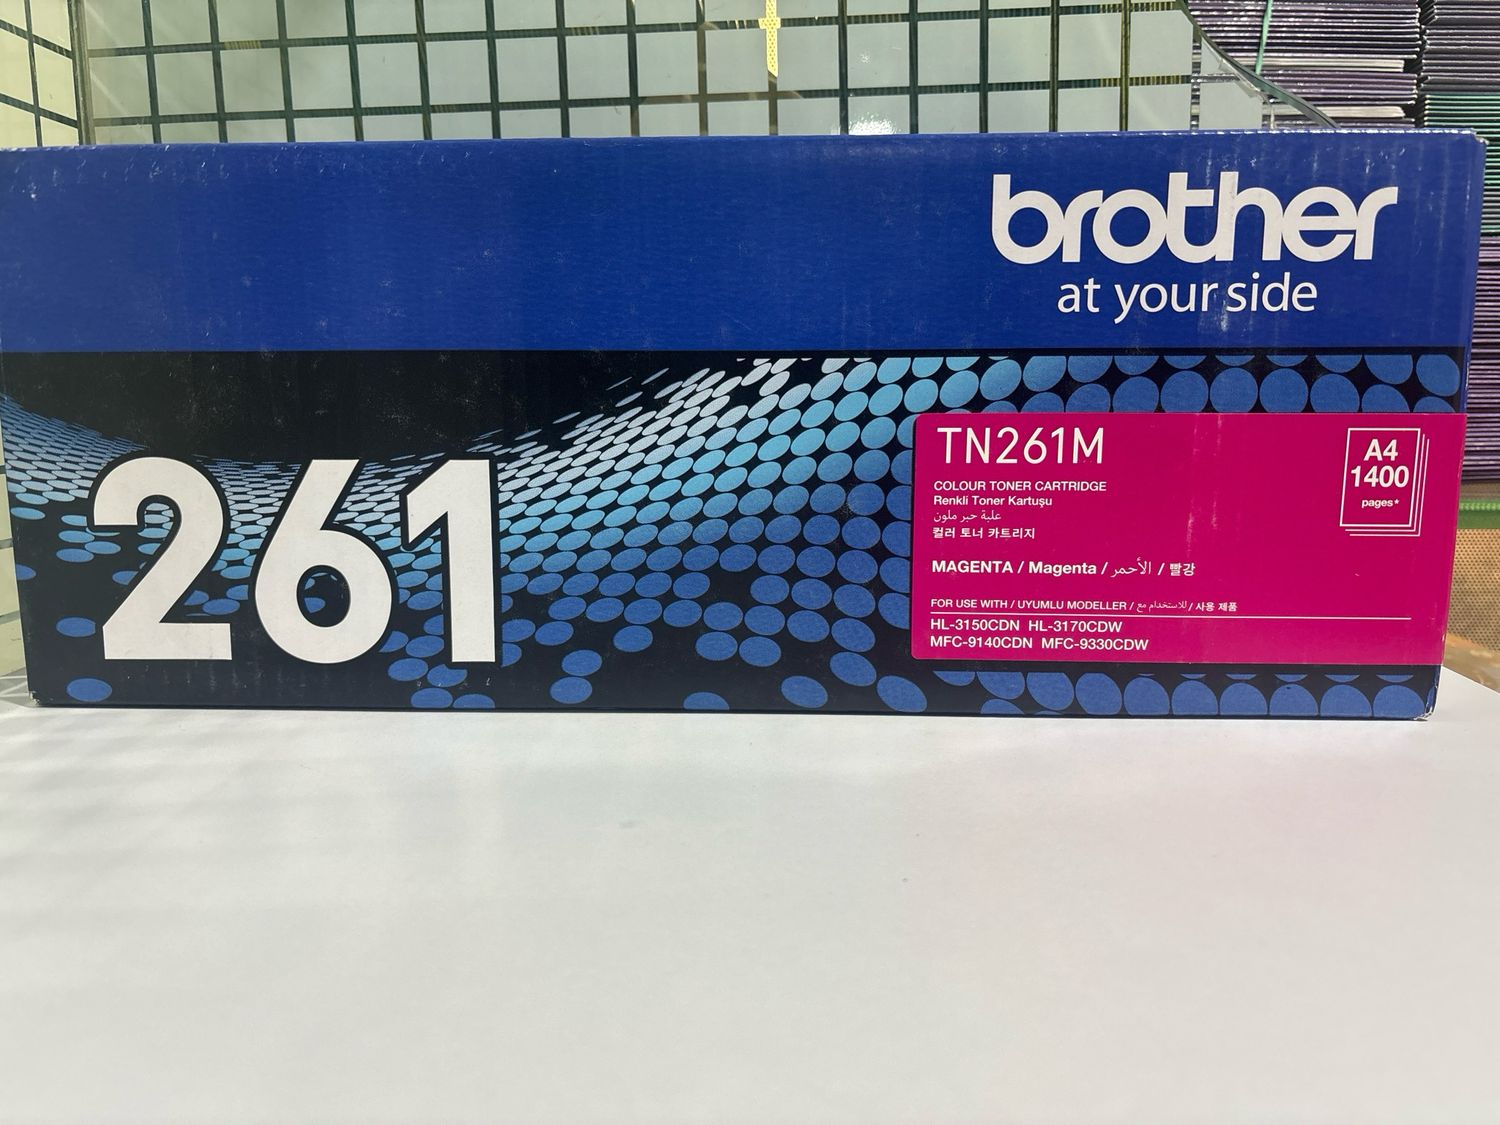 brother
at your side
261
TN261M
COLOUR TONER CARTRIDGE
Renkli Toner Kartuşu
علبة حبر ملون
컬러 토너 카트리지
MAGENTA / Magenta / الأحمر / 빨강
FOR USE WITH / UYUMLU MODELLER / للاستخدام مع / 사용 제품
HL-3150CDN HL-3170CDW
MFC-9140CDN MFC-9330CDW
A4
1400
pages*